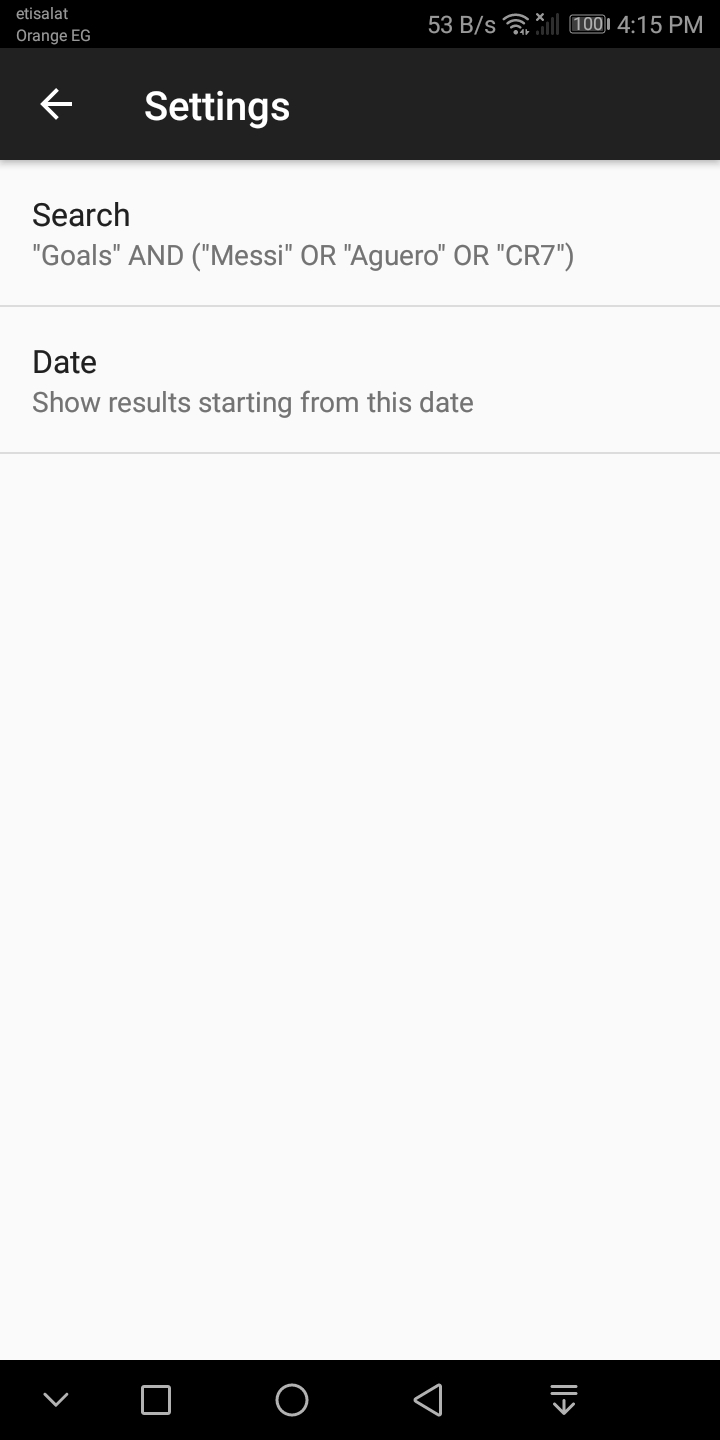 etisalat
Orange EG
53 B/s 100 4:15 PM
Settings
Search
"Goals" AND ("Messi" OR "Aguero" OR "CR7")
Date
Show results starting from this date